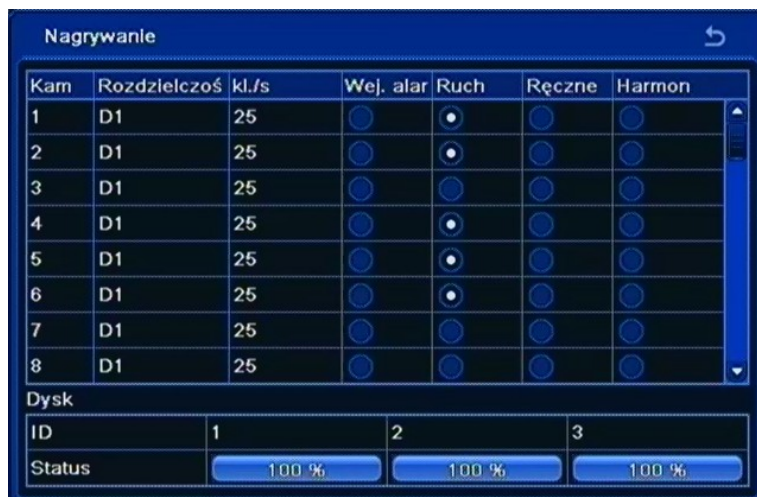 Nagrywanie
Kam Rozdzielczoś kl./s Wej. alar Ruch Ręczne Harmon
1 D1 25
2 D1 25
3 D1 25
4 D1 25
5 D1 25
6 D1 25
7 D1 25
8 D1 25
Dysk
ID 1 2 3
Status 100 % 100 % 100 %